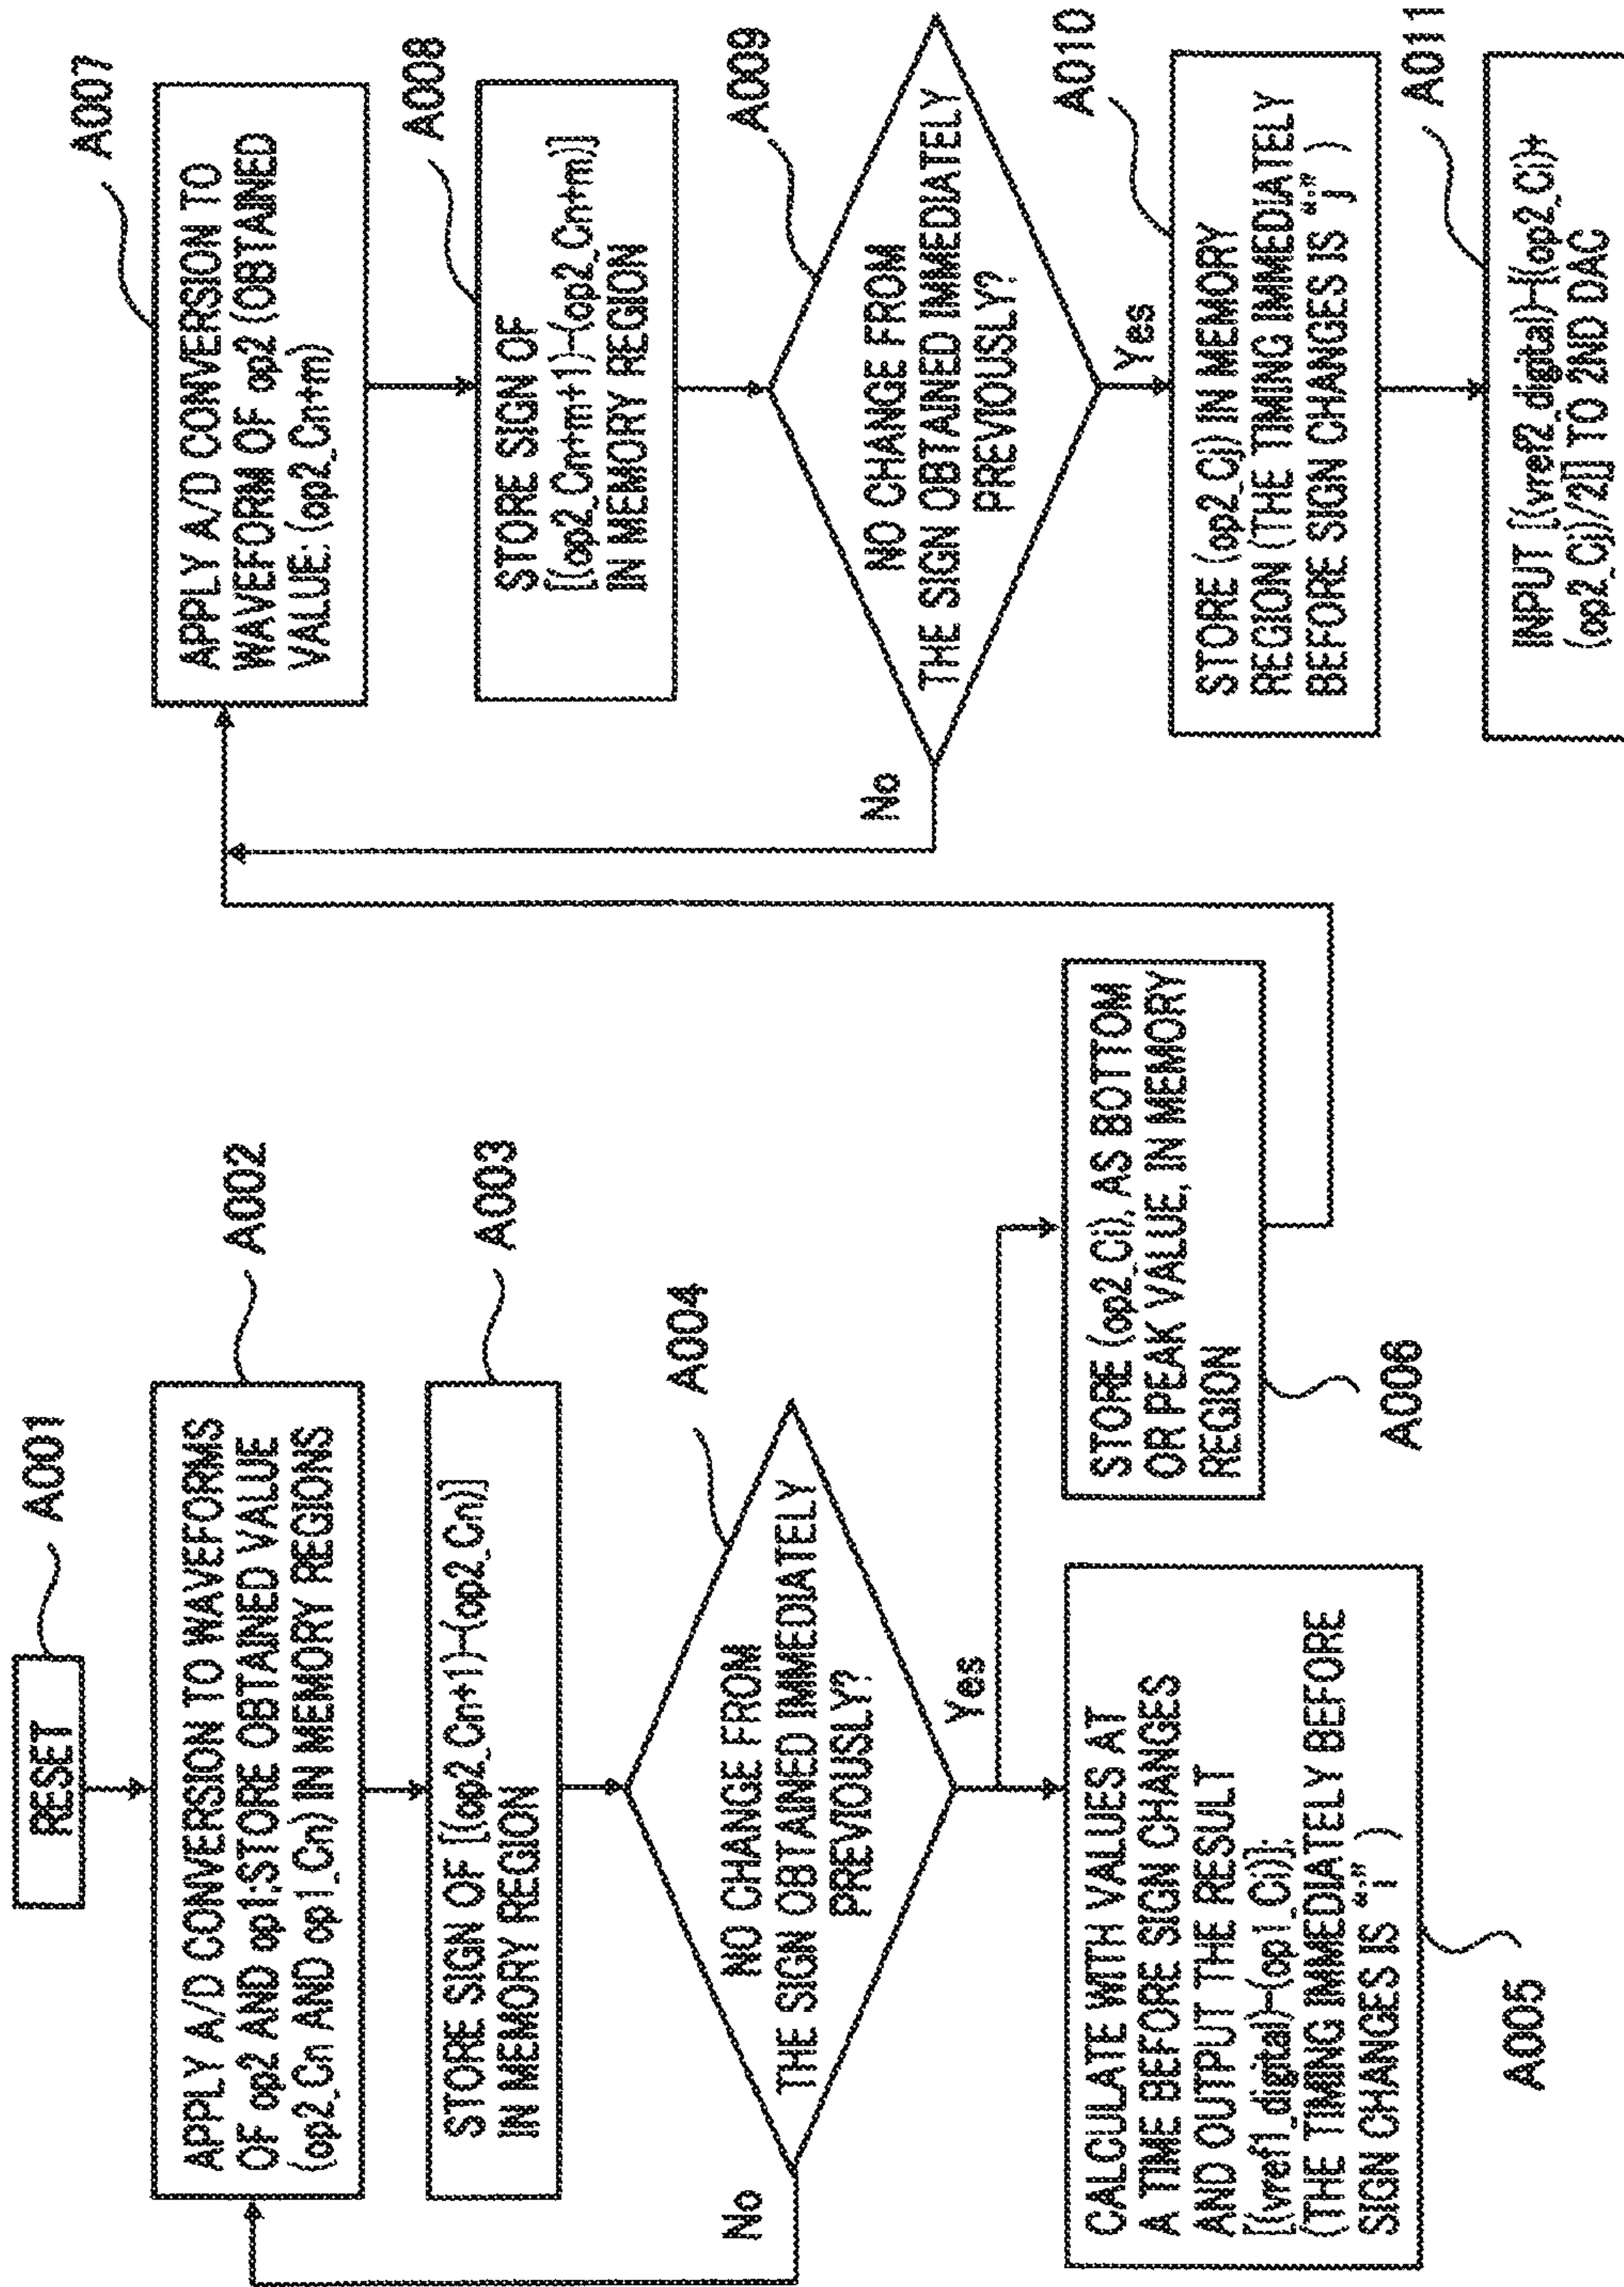 RESET
A001
APPLY A/D CONVERSION TO WAVEFORMS
OF op2 AND op1;STORE OBTAINED VALUE
(op2_Cn AND op1_Cn) IN MEMORY REGIONS
A002
STORE SIGN OF [(op2_Cn+1)-(op2_Cn)]
IN MEMORY REGION
A003
NO CHANGE FROM
THE SIGN OBTAINED IMMEDIATELY
PREVIOUSLY?
A004
No
Yes
CALCULATE WITH VALUES AT
A TIME BEFORE SIGN CHANGES
AND OUTPUT THE RESULT
[(vref1_digital)-(op1_Ci)];
(THE TIMING IMMEDIATELY BEFORE
SIGN CHANGES IS "i" )
A005
STORE (op2_Ci), AS BOTTOM
OR PEAK VALUE, IN MEMORY
REGION
A006
APPLY A/D CONVERSION TO
WAVEFORM OF op2 (OBTAINED
VALUE: (op2_Cn+m)
A007
STORE SIGN OF
[(op2_Cn+m+1)-(op2_Cn+m)]
IN MEMORY REGION
A008
NO CHANGE FROM
THE SIGN OBTAINED IMMEDIATELY
PREVIOUSLY?
A009
No
Yes
STORE (op2_Cj) IN MEMORY
REGION (THE TIMING IMMEDIATELY
BEFORE SIGN CHANGES IS "j" )
A010
INPUT [(vref2_digital)-[(op2_Ci)+
(op2_Cj)/2]] TO 2ND DAC
A011